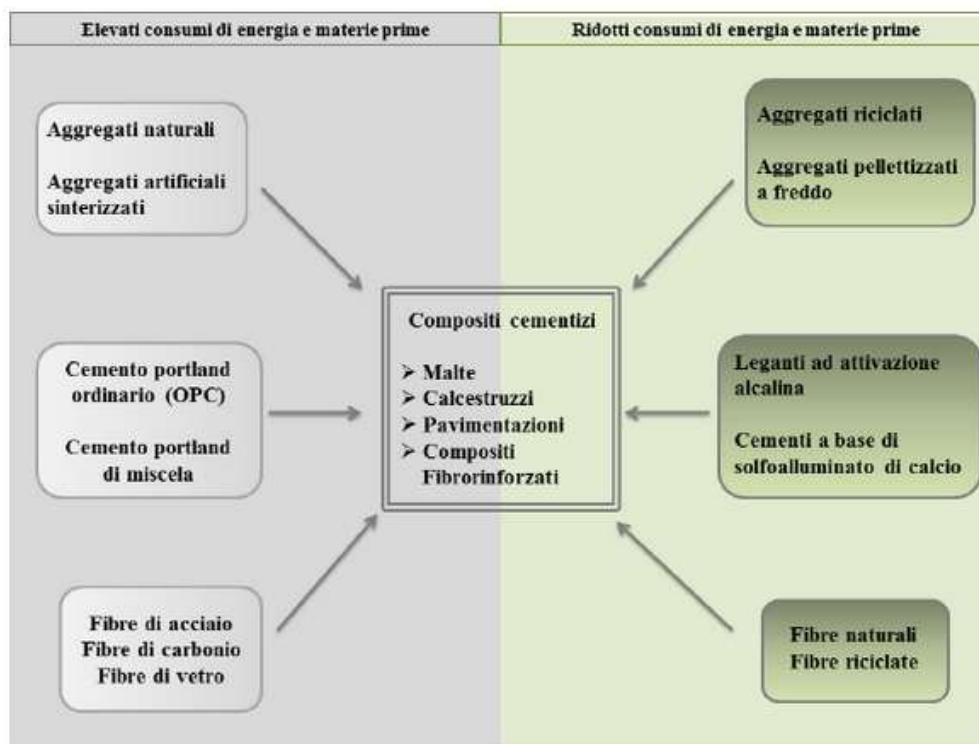 Elevati consumi di energia e materie prime
Ridotti consumi di energia e materie prime
Aggregati naturali
Aggregati artificiali
sinterizzati
Aggregati riciclati
Aggregati pellettizzati
a freddo
Compositi cementizi
➢ Malte
➢ Calcestruzzi
➢ Pavimentazioni
➢ Compositi
Fibrorinforzati
Cemento portland
ordinario (OPC)
Cemento portland
di miscela
Leganti ad attivazione
alcalina
Cementi a base di
solfoalluminato di calcio
Fibre di acciaio
Fibre di carbonio
Fibre di vetro
Fibre naturali
Fibre riciclate